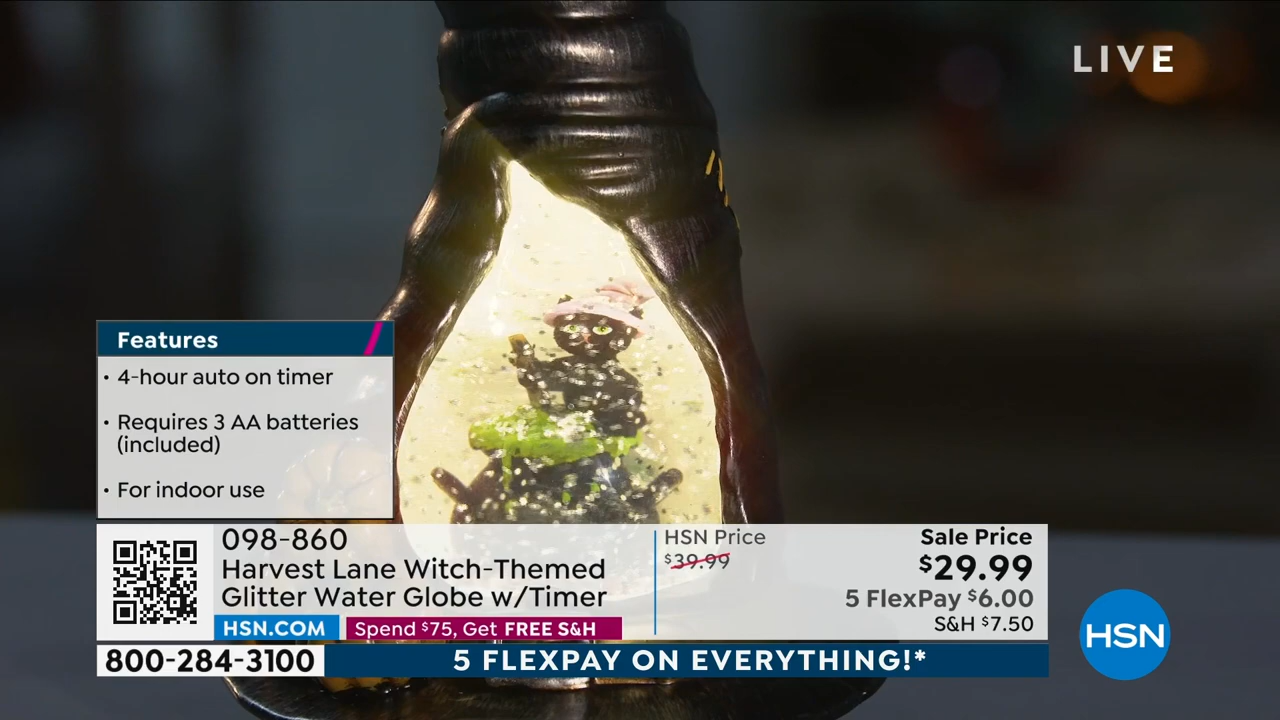 LIVE
Features
• 4-hour auto on timer
• Requires 3 AA batteries
(included)
• For indoor use
098-860
Harvest Lane Witch-Themed
Glitter Water Globe w/Timer
HSN.COM
Spend $75, Get FREE S&H
HSN Price
$39.99
Sale Price
$29.99
5 FlexPay $6.00
S&H $7.50
800-284-3100
5 FLEXPAY ON EVERYTHING!*
HSN